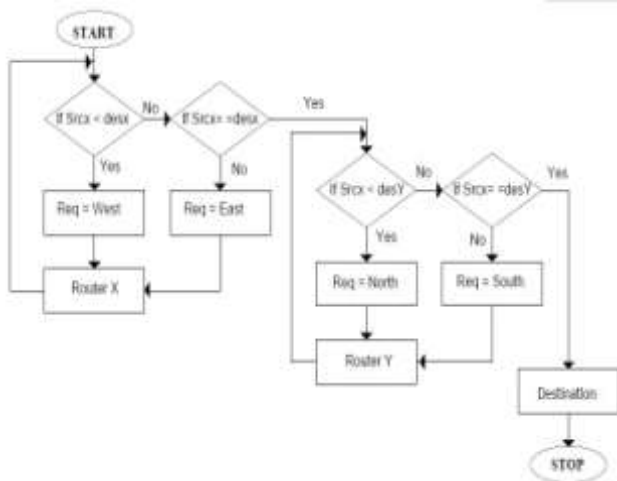 START
If Srcx < desx
No
If Srcx= =desx
Yes
Yes
No
Req = West
Req = East
Router X
If Srcx < desY
No
If Srcx= =desY
Yes
Yes
No
Req = North
Req = South
Router Y
Destination
STOP